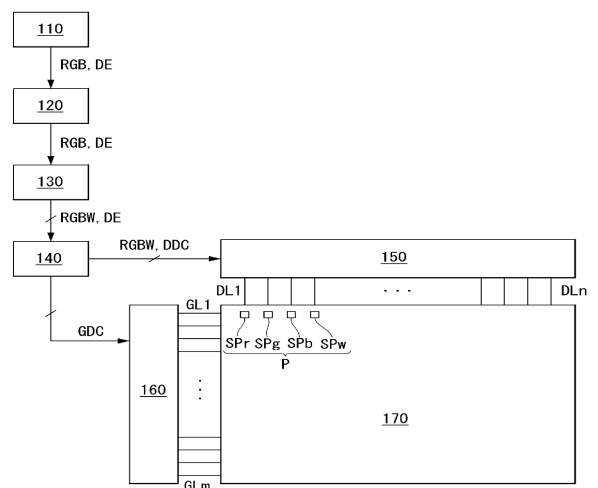 110
RGB, DE
120
RGB, DE
130
RGBW, DE
140
RGBW, DDC
150
DL1
. . .
DLn
GL1
GDC
SPr SPg SPb SPw
P
160
170
GLm